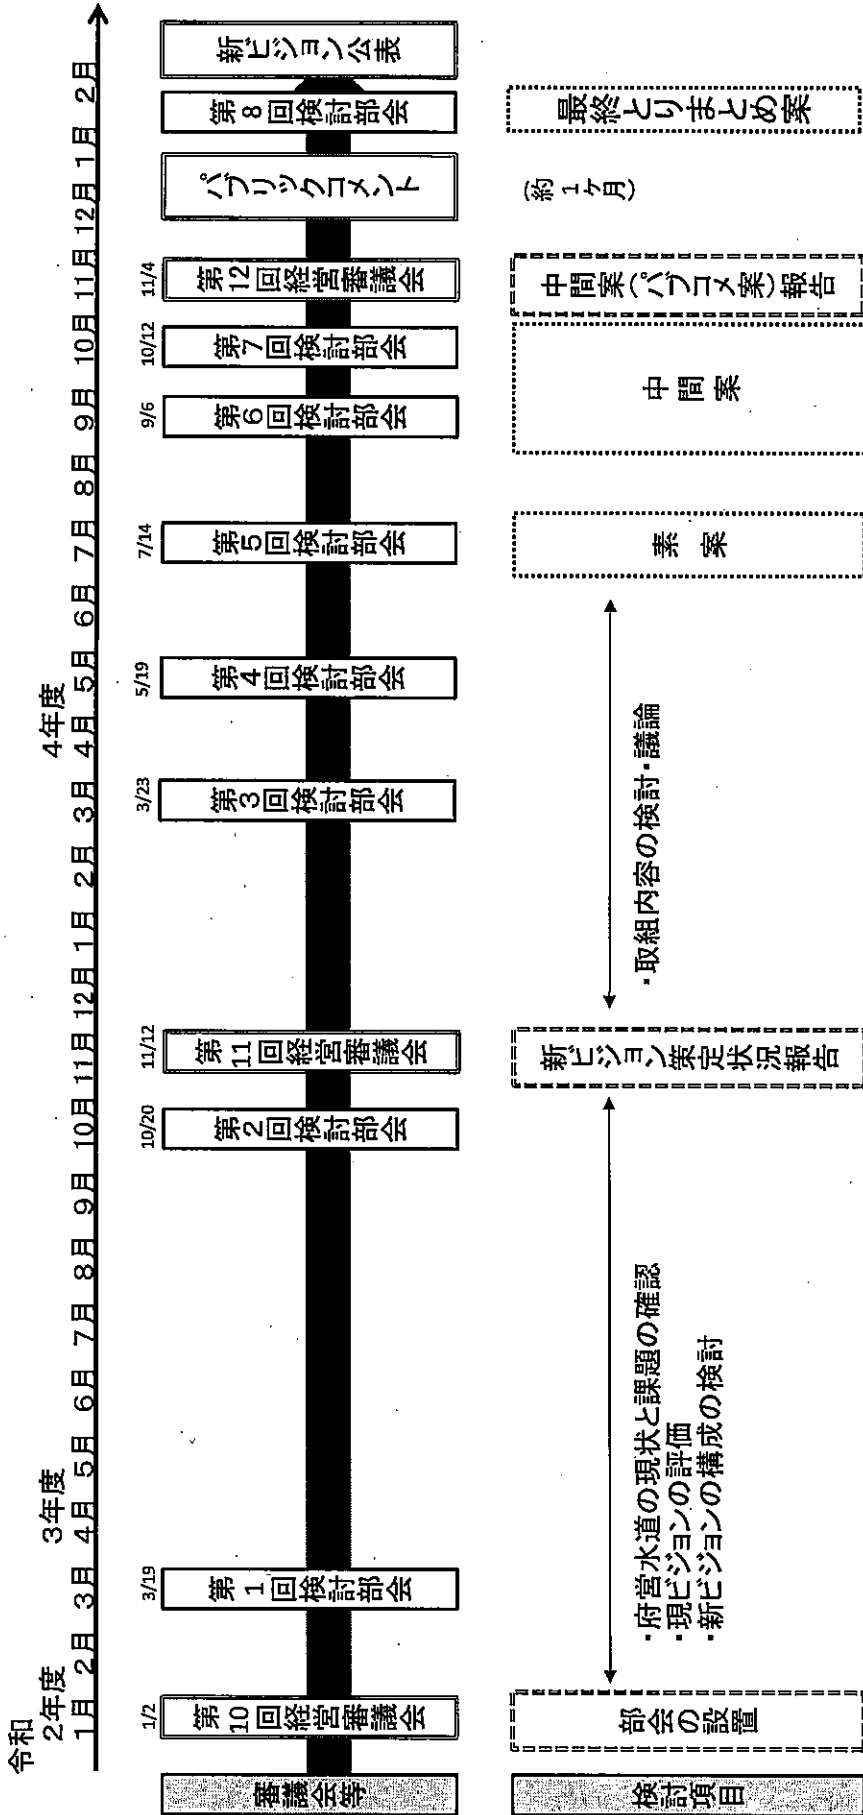 令和
2年度 3年度 4年度
1月 2月 3月 4月 5月 6月 7月 8月 9月 10月 11月 12月 1月 2月 3月 4月 5月 6月 7月 8月 9月 10月 11月 12月 1月 2月
審議会等
1/2
第10回経営審議会
3/19
第1回検討部会
10/20
第2回検討部会
11/12
第11回経営審議会
3/23
第3回検討部会
5/19
第4回検討部会
7/14
第5回検討部会
9/6
第6回検討部会
10/12
第7回検討部会
11/4
第12回経営審議会
パブリックコメント
第8回検討部会
新ビジョン公表
検討項目
部会の設置
・府営水道の現状と課題の確認
・現ビジョンの評価
・新ビジョンの構成の検討
新ビジョン策定状況報告
・取組内容の検討・議論
素案
中間案
中間案(パブコメ案)報告
(約1ケ月)
最終とりまとめ案